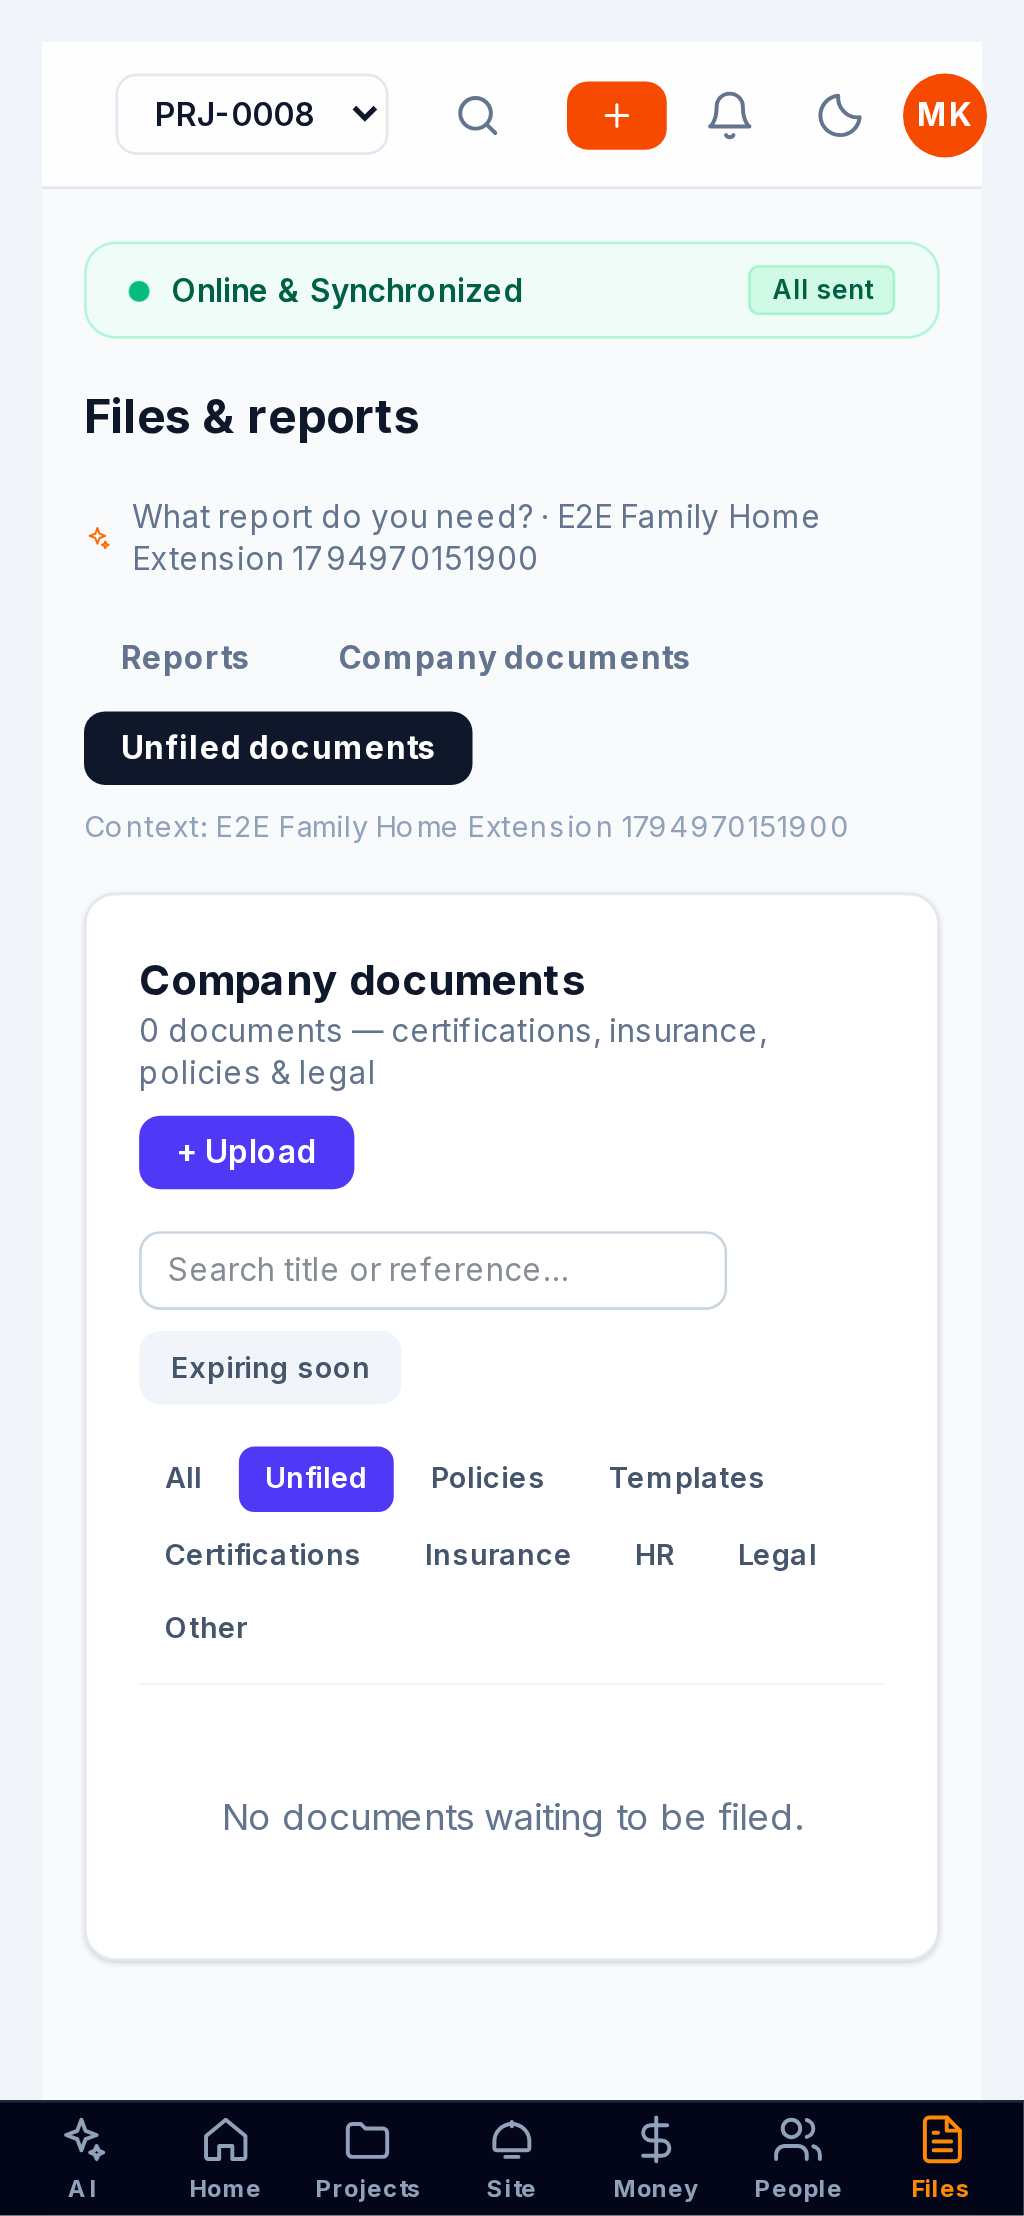 PRJ-0008
MK
Online & Synchronized
All sent
Files & reports
What report do you need? · E2E Family Home
Extension 1794970151900
Reports
Company documents
Unfiled documents
Context: E2E Family Home Extension 1794970151900
Company documents
0 documents — certifications, insurance,
policies & legal
+ Upload
Search title or reference...
Expiring soon
All
Unfiled
Policies
Templates
Certifications
Insurance
HR
Legal
Other
No documents waiting to be filed.
AI
Home
Projects
Site
Money
People
Files